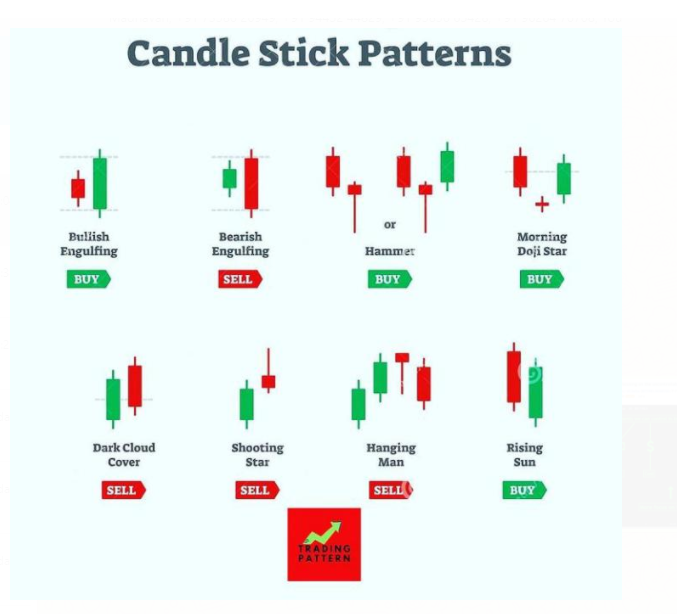 Candle Stick Patterns
Bullish
Engulfing
BUY
Bearish
Engulfing
SELL
or
Hammer
BUY
Morning
Doji Star
BUY
Dark Cloud
Cover
SELL
Shooting
Star
SELL
Hanging
Man
SELL
Rising
Sun
BUY
TRADING
PATTERN